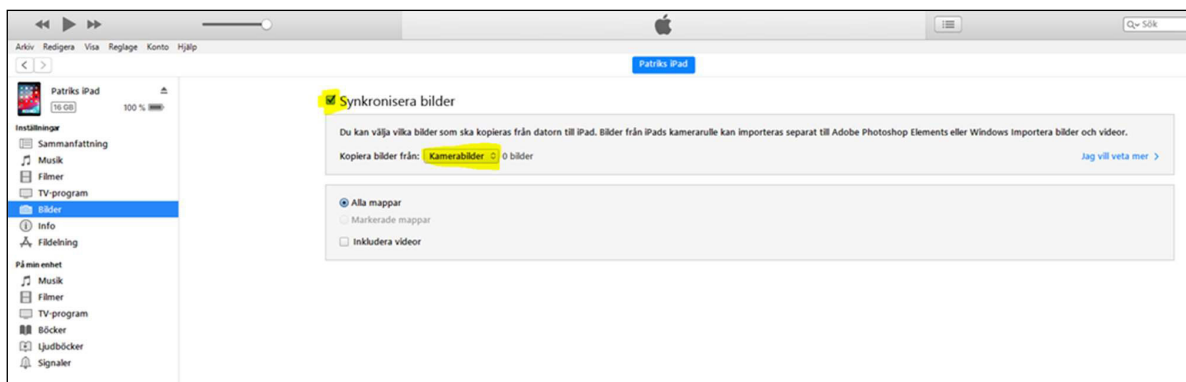 Sök
Arkiv Redigera Visa Reglage Konto Hjälp
Patriks iPad
Patriks iPad
16 GB 100 %
Inställningar
Sammanfattning
Musik
Filmer
TV-program
Bilder
Info
Fildelning
På min enhet
Musik
Filmer
TV-program
Böcker
Ljudböcker
Signaler
Synkronisera bilder
Du kan välja vilka bilder som ska kopieras från datorn till iPad. Bilder från iPads kamerarulle kan importeras separat till Adobe Photoshop Elements eller Windows Importera bilder och videor.
Kopiera bilder från: Kamerabilder 0 bilder Jag vill veta mer
Alla mappar
Markerade mappar
Inkludera videor